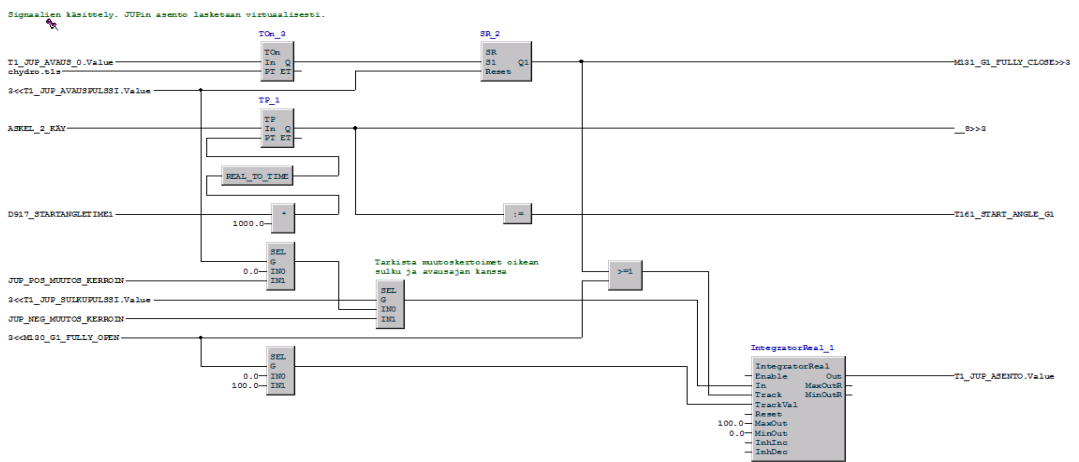 Signaalien käsittely. JUPin asento lasketaan virtuaalisesti.
TOn_3
SR_2
TOn
In Q
PT ET
SR
S1 Q1
Reset
T1_JUP_AVAUS_0.Value
chydro.t1s
M131_G1_FULLY_CLOSE>>3
3<<T1_JUP_AVAUSPULSSI.Value
TP_1
TP
In Q
PT ET
ASKEL_2_KÄY
__S>>3
REAL_TO_TIME
D917_STARTANGLETIME1
*
1000.0
:=
T161_START_ANGLE_G1
SEL
G
0.0
IN0
IN1
JUP_POS_MUUTOS_KERROIN
Tarkista muutoskertoimet oikean
sulku ja avausajan kanssa
>=1
SEL
G
IN0
IN1
3<<T1_JUP_SULKUPULSSI.Value
JUP_NEG_MUUTOS_KERROIN
3<<M130_G1_FULLY_OPEN
SEL
G
0.0
IN0
100.0
IN1
IntegratorReal_1
IntegratorReal
Enable Out
In MaxOutR
Track MinOutR
TrackVal
Reset
100.0
MaxOut
0.0
MinOut
InhInc
InhDec
T1_JUP_ASENTO.Value